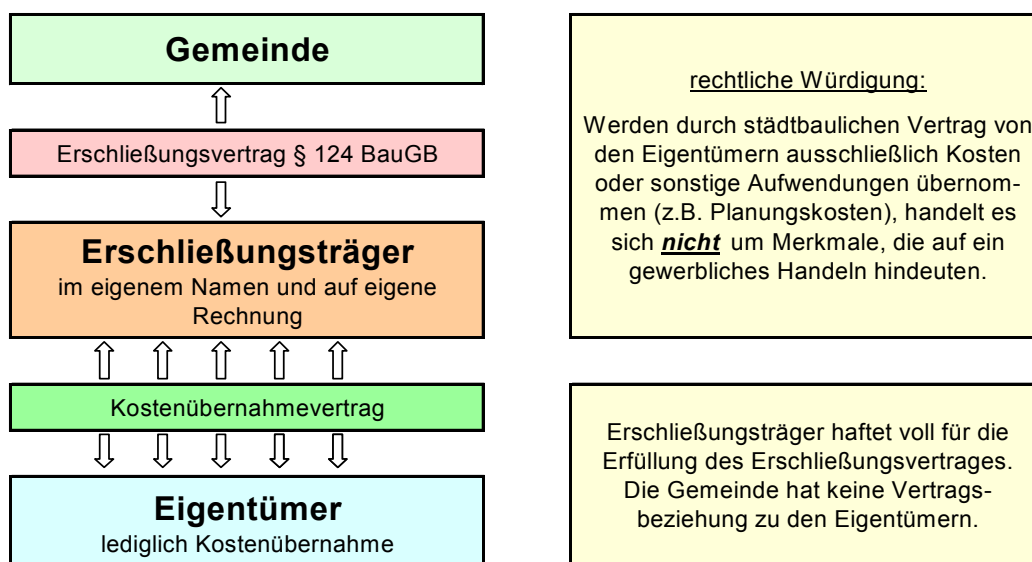 Gemeinde
Erschließungsvertrag § 124 BauGB
Erschließungsträger
im eigenem Namen und auf eigene
Rechnung
Kostenübernahmevertrag
Eigentümer
lediglich Kostenübernahme
rechtliche Würdigung:
Werden durch städtbaulichen Vertrag von
den Eigentümern ausschließlich Kosten
oder sonstige Aufwendungen übernom-
men (z.B. Planungskosten), handelt es
sich nicht um Merkmale, die auf ein
gewerbliches Handeln hindeuten.
Erschließungsträger haftet voll für die
Erfüllung des Erschließungsvertrages.
Die Gemeinde hat keine Vertrags-
beziehung zu den Eigentümern.